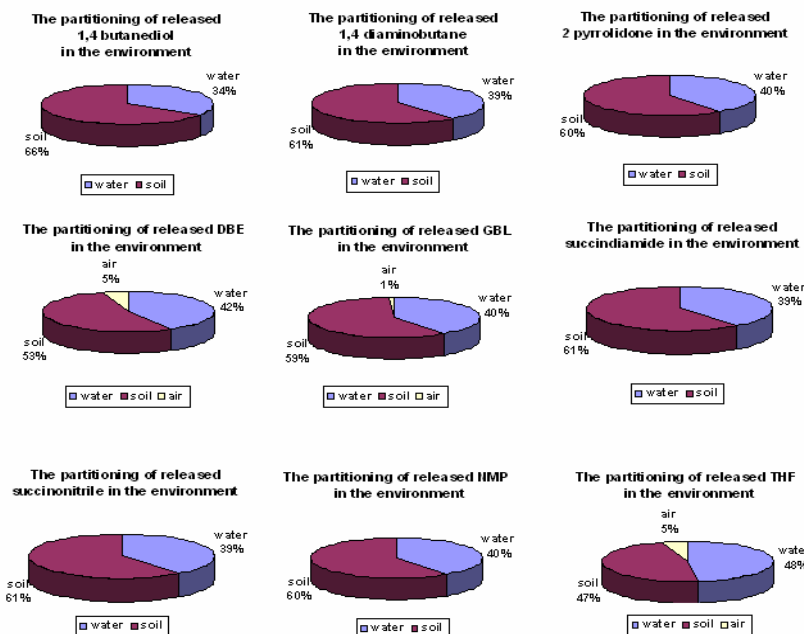 The partitioning of released
1,4 butanediol
in the environment
water
34%
soil
66%
water soil
The partitioning of released
1,4 diaminobutane
in the environment
water
39%
soil
61%
water soil
The partitioning of released
2 pyrrolidone in the environment
water
40%
soil
60%
water soil
The partitioning of released DBE
in the environment
air
5%
water
42%
soil
53%
water soil air
The partitioning of released GBL
in the environment
air
1%
water
40%
soil
59%
water soil air
The partitioning of released
succindiamide in the environment
water
39%
soil
61%
water soil
The partitioning of released
succinonitrile in the environment
water
39%
soil
61%
water soil
The partitioning of released NMP
in the environment
water
40%
soil
60%
water soil
The partitioning of released THF
in the environment
air
5%
water
48%
soil
47%
water soil air